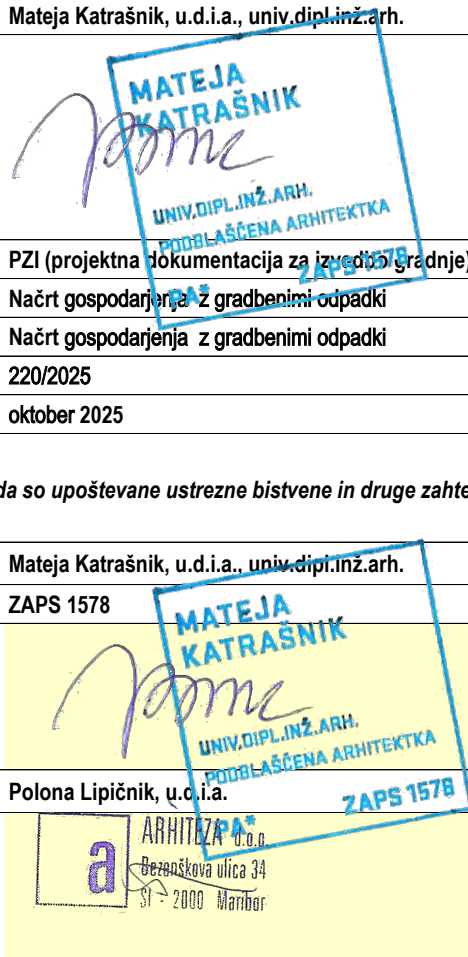 Mateja Katrašnik, u.d.i.a., univ.dipl.inž.arh.
MATEJA
KATRAŠNIK
UNIV.DIPL.INŽ.ARH.
POOBLAŠČENA ARHITEKTKA
ZAPS 1578
PA*
PZI (projektna dokumentacija za izvedbo gradnje)
Načrt gospodarjenja z gradbenimi odpadki
Načrt gospodarjenja z gradbenimi odpadki
220/2025
oktober 2025
da so upoštevane ustrezne bistvene in druge zahte
Mateja Katrašnik, u.d.i.a., univ.dipl.inž.arh.
ZAPS 1578
MATEJA
KATRAŠNIK
UNIV.DIPL.INŽ.ARH.
POOBLAŠČENA ARHITEKTKA
ZAPS 1578
PA*
Polona Lipičnik, u.d.i.a.
a
ARHITEZA d.o.o.
Bezenškova ulica 34
SI - 2000 Maribor